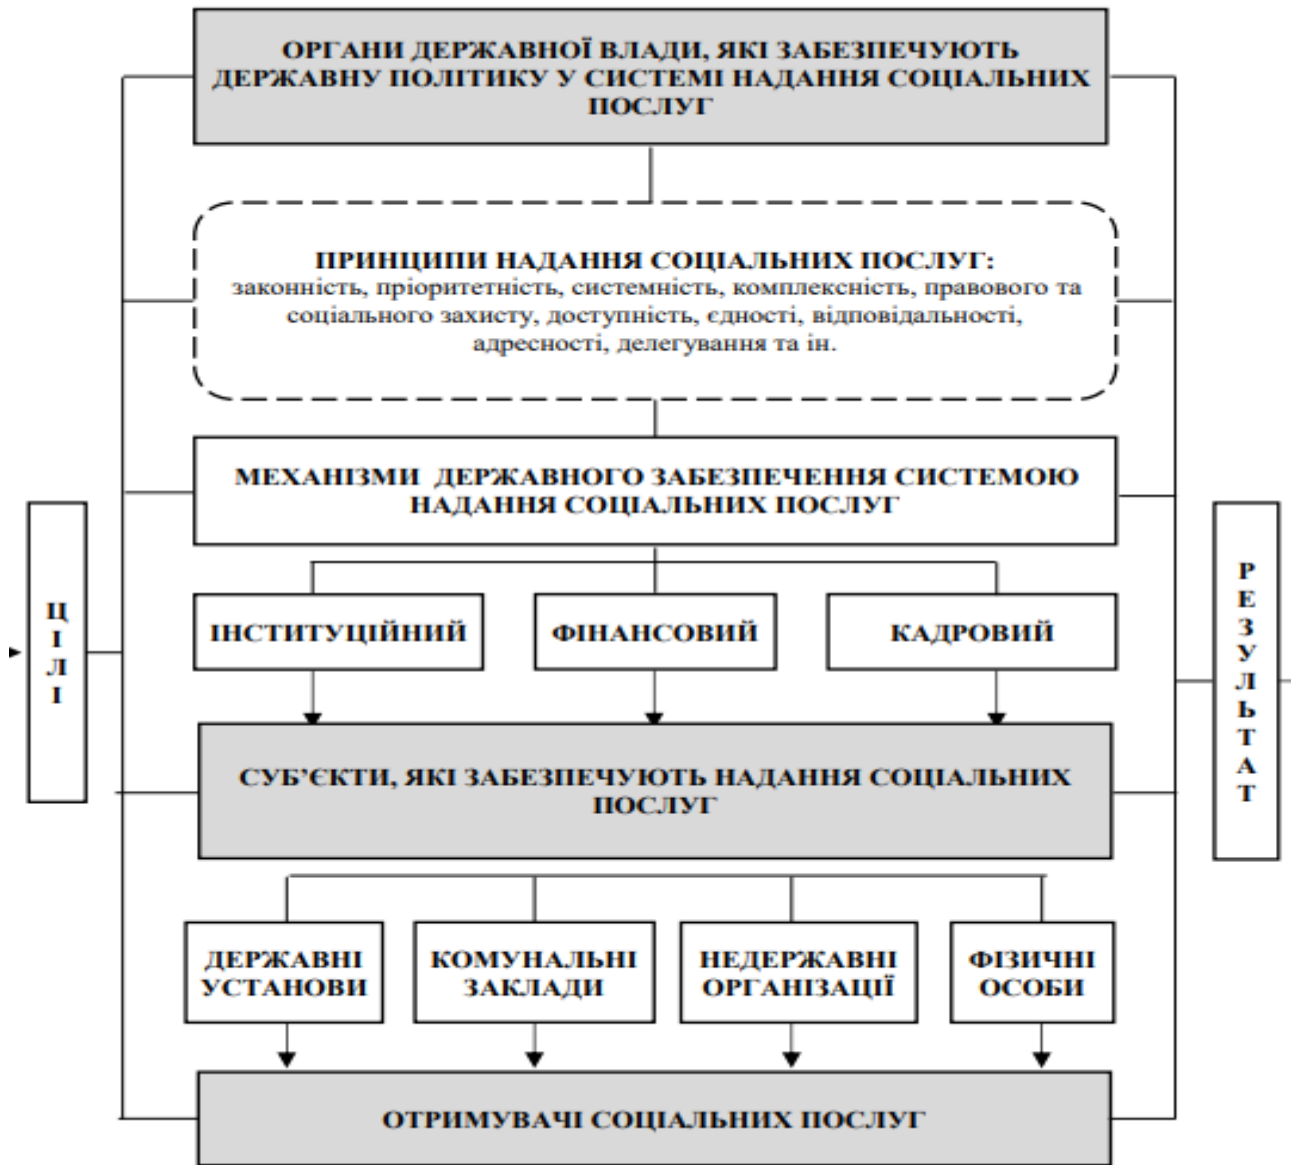 ОРГАНИ ДЕРЖАВНОЇ ВЛАДИ, ЯКІ ЗАБЕЗПЕЧУЮТЬ
ДЕРЖАВНУ ПОЛІТИКУ У СИСТЕМІ НАДАННЯ СОЦІАЛЬНИХ
ПОСЛУГ
ПРИНЦИПИ НАДАННЯ СОЦІАЛЬНИХ ПОСЛУГ:
законність, пріоритетність, системність, комплексність, правового та
соціального захисту, доступність, єдності, відповідальності,
адресності, делегування та ін.
МЕХАНІЗМИ ДЕРЖАВНОГО ЗАБЕЗПЕЧЕННЯ СИСТЕМОЮ
НАДАННЯ СОЦІАЛЬНИХ ПОСЛУГ
ЦІЛІ
ІНСТИТУЦІЙНИЙ
ФІНАНСОВИЙ
КАДРОВИЙ
РЕЗУЛЬТАТ
СУБ’ЄКТИ, ЯКІ ЗАБЕЗПЕЧУЮТЬ НАДАННЯ СОЦІАЛЬНИХ
ПОСЛУГ
ДЕРЖАВНІ
УСТАНОВИ
КОМУНАЛЬНІ
ЗАКЛАДИ
НЕДЕРЖАВНІ
ОРГАНІЗАЦІЇ
ФІЗИЧНІ
ОСОБИ
ОТРИМУВАЧІ СОЦІАЛЬНИХ ПОСЛУГ